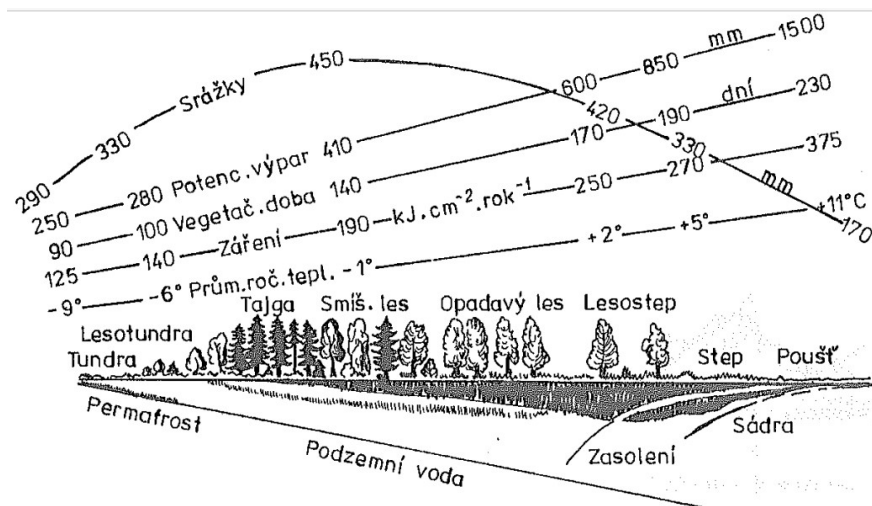 290 330 Srážky 450 420 330 mm 170
250 280 Potenc. výpar 410 600 850 mm 1500
90 100 Vegetač. doba 140 170 190 dní 230
125 140 Záření 190 kJ.cm⁻².rok⁻¹ 250 270 375
-9° -6° Prům. roč. tepl. -1° +2° +5° +11°C
Tajga Smíš. les Opadavý les Lesostep
Lesotundra
Tundra Step Poušť
Permafrost
Podzemní voda
Zasolení
Sádra